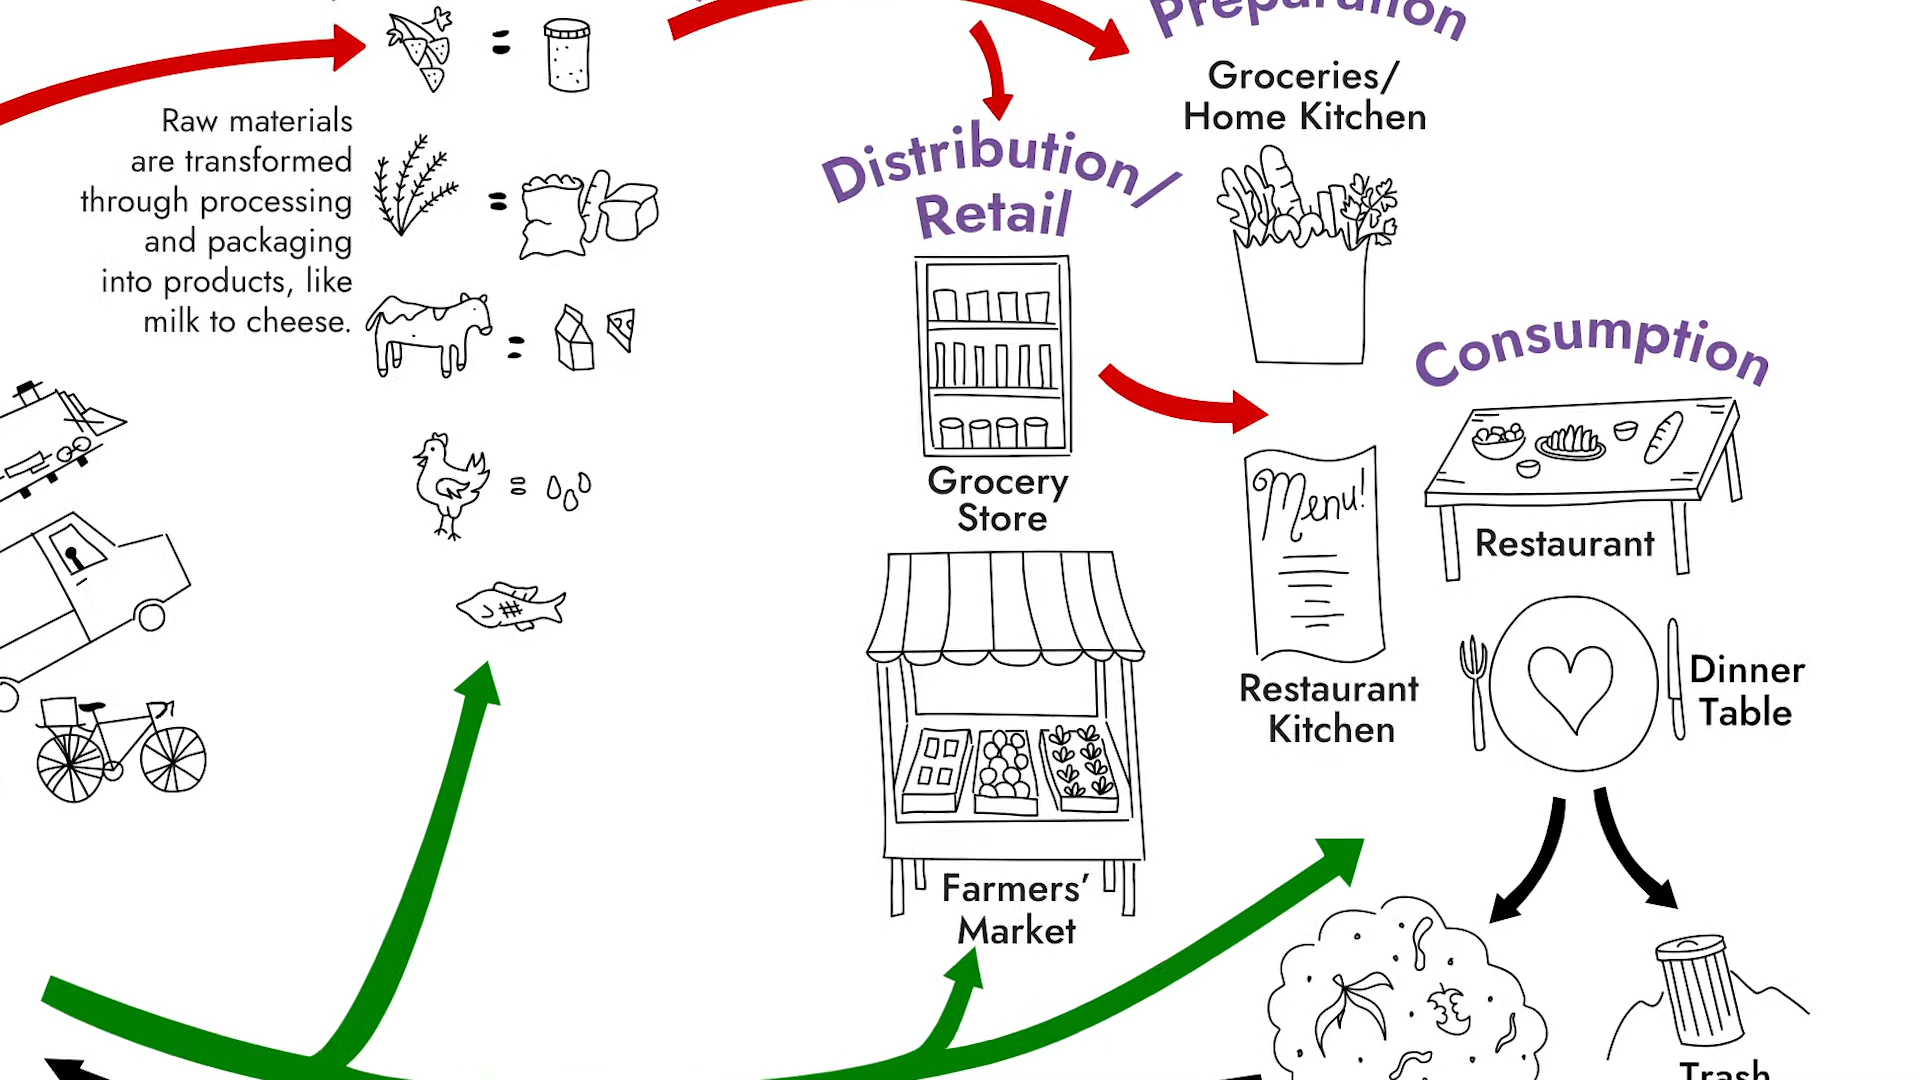 Preparation
Groceries/
Home Kitchen
Raw materials
are transformed
through processing
and packaging
into products, like
milk to cheese.
Distribution/
Retail
Grocery
Store
Consumption
Restaurant
Menu!
Restaurant
Kitchen
Dinner
Table
Farmers’
Market
Trash